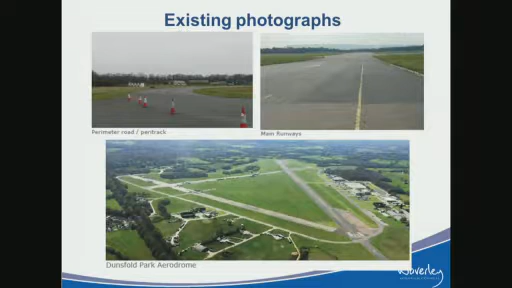 Existing photographs
Perimeter road / peritrack
Main Runways
Dunsfold Park Aerodrome
Waverley